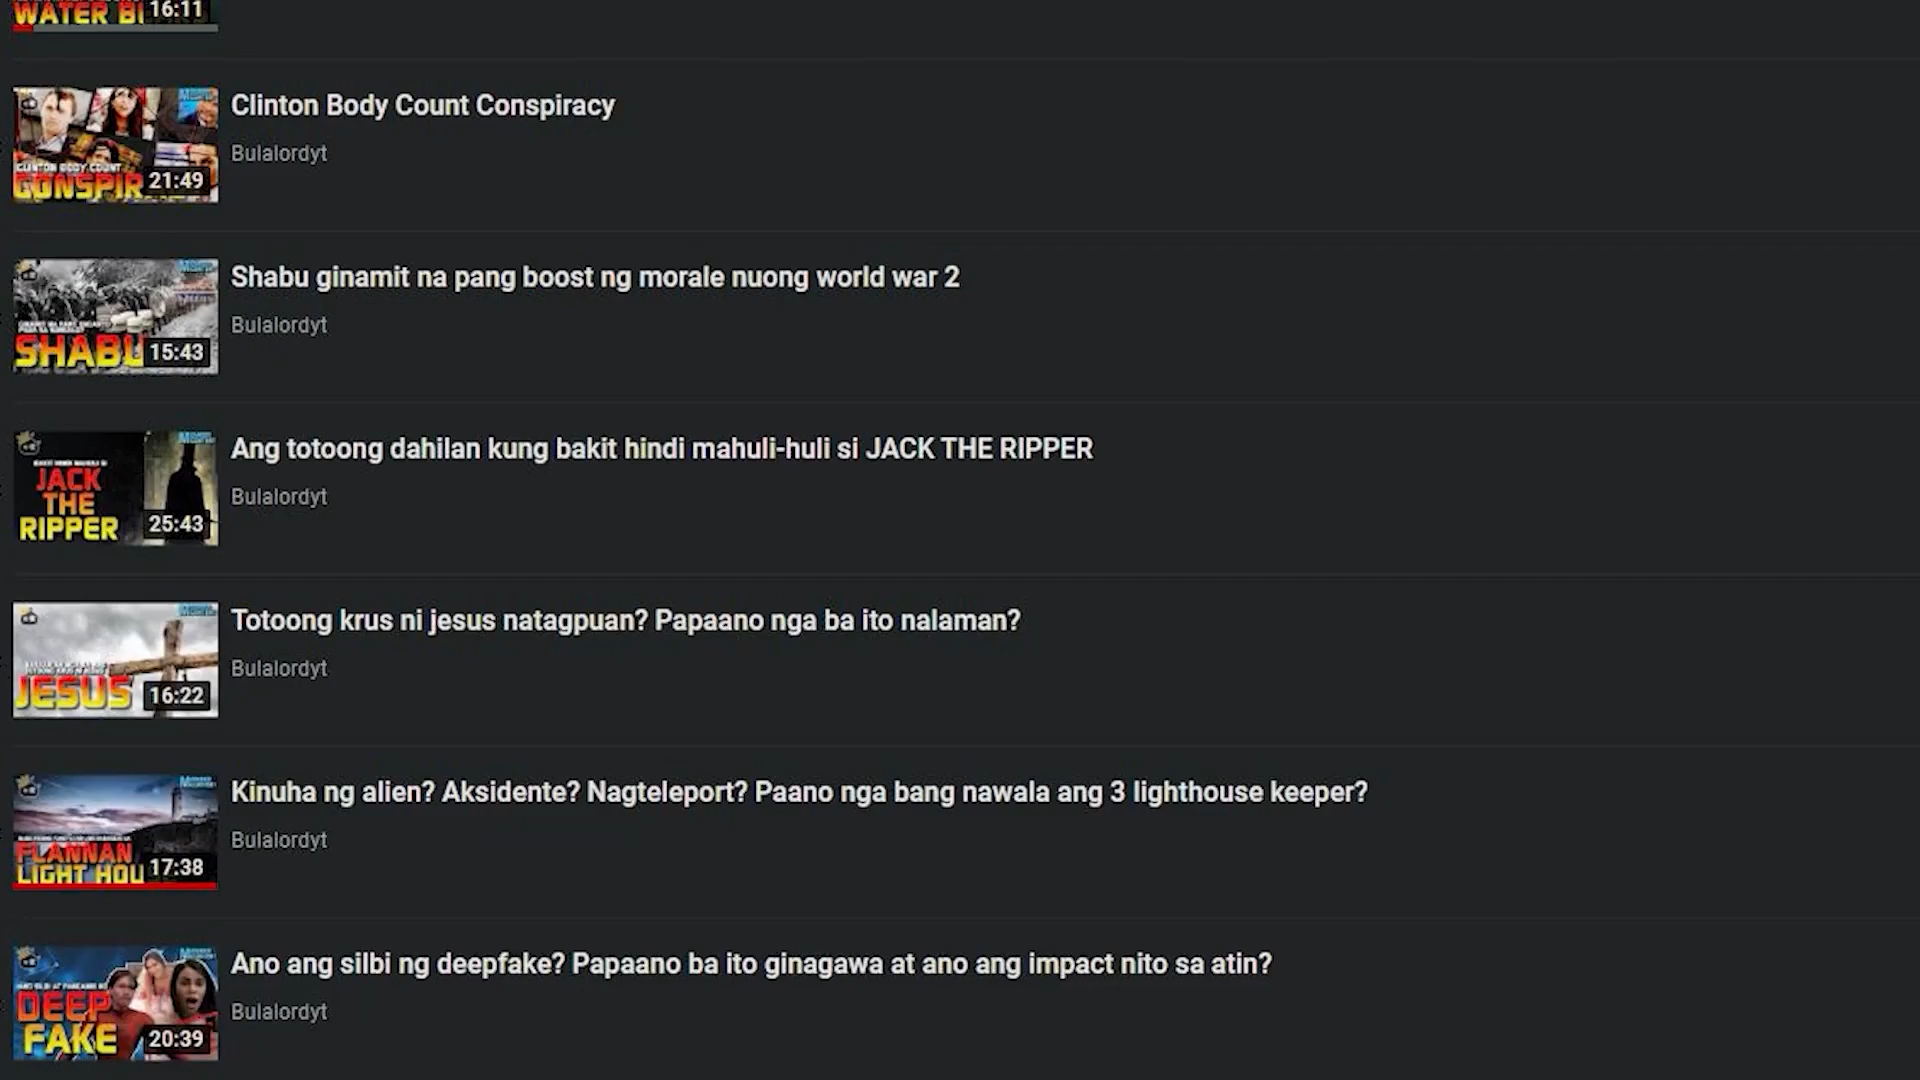 WATER BI
16:11
Clinton Body Count Conspiracy
Bulalordyt
CLINTON BODY COUNT
CONSPIR
21:49
Shabu ginamit na pang boost ng morale nuong world war 2
Bulalordyt
SHABU
15:43
Ang totoong dahilan kung bakit hindi mahuli-huli si JACK THE RIPPER
Bulalordyt
JACK
THE
RIPPER
25:43
Totoong krus ni jesus natagpuan? Papaano nga ba ito nalaman?
Bulalordyt
JESUS
16:22
Kinuha ng alien? Aksidente? Nagteleport? Paano nga bang nawala ang 3 lighthouse keeper?
Bulalordyt
FLANNAN
LIGHT HOU
17:38
Ano ang silbi ng deepfake? Papaano ba ito ginagawa at ano ang impact nito sa atin?
Bulalordyt
DEEP
FAKE
20:39